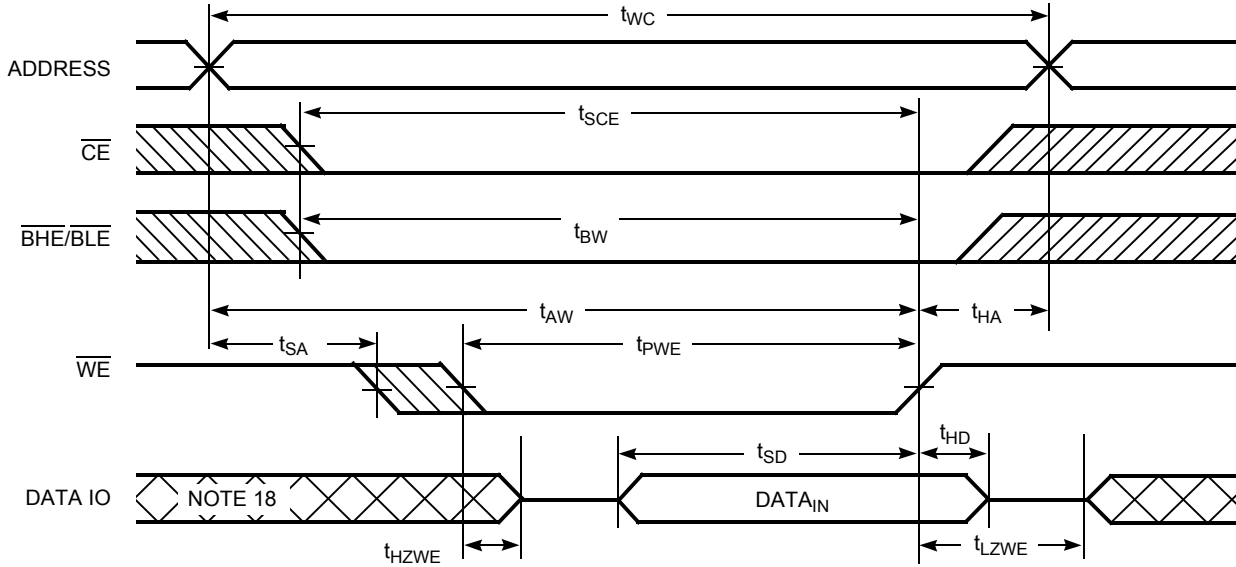 tWC
ADDRESS
tSCE
CE
BHE/BLE
tBW
tAW
tHA
tSA
tPWE
WE
tHD
tSD
DATA IO
NOTE 18
DATAIN
tHZWE
tLZWE